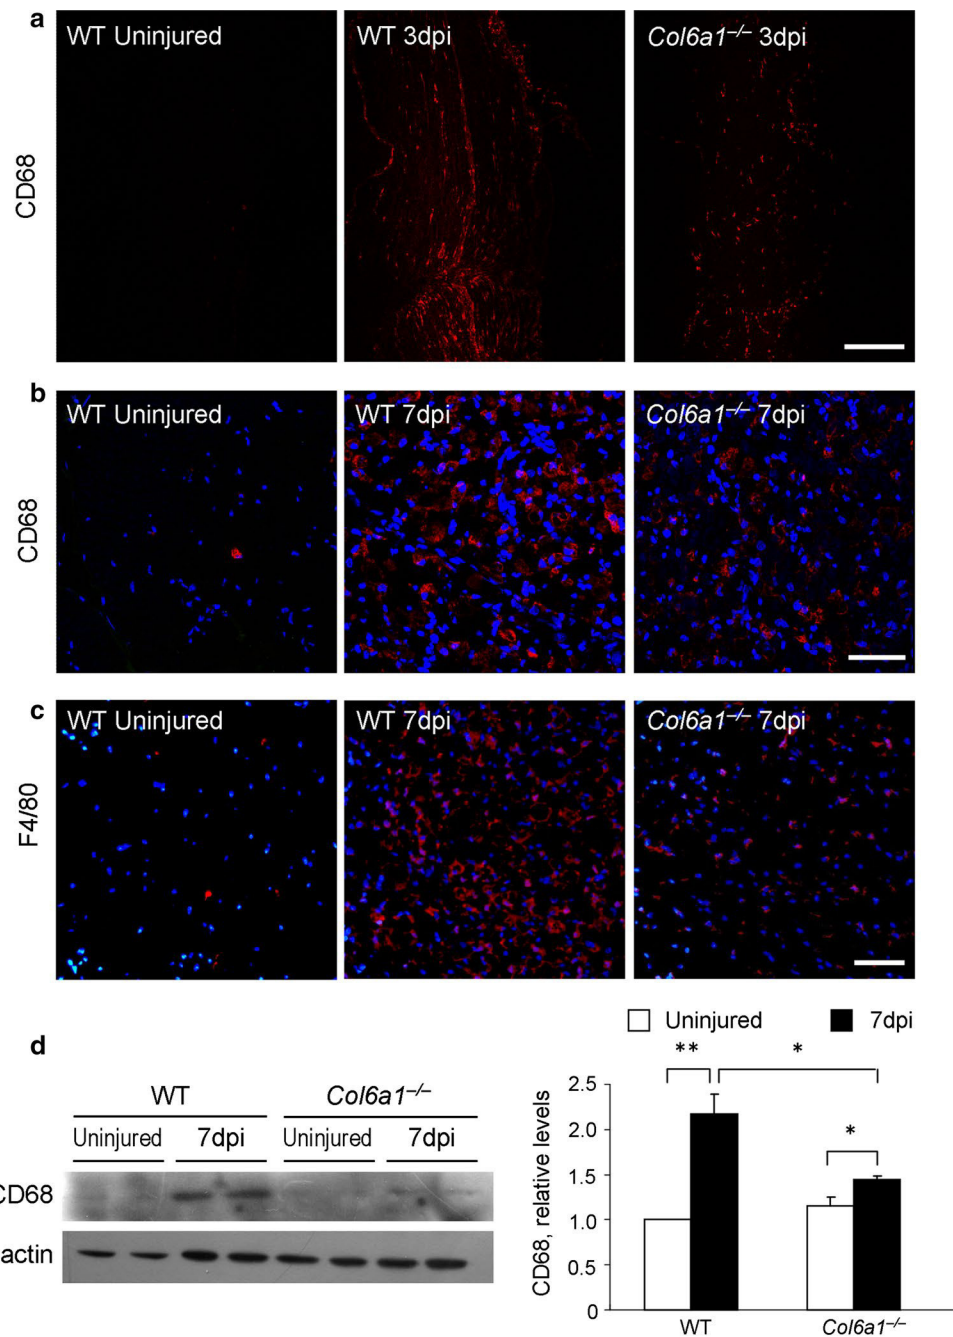 a
WT Uninjured
WT 3dpi
Col6a1–/– 3dpi
CD68
b
WT Uninjured
WT 7dpi
Col6a1–/– 7dpi
CD68
c
WT Uninjured
WT 7dpi
Col6a1–/– 7dpi
F4/80
d
WT
Col6a1–/–
Uninjured
7dpi
Uninjured
7dpi
CD68
actin
Uninjured
7dpi
**
*
*
CD68, relative levels
2.5
2.0
1.5
1.0
0.5
0
WT
Col6a1–/–